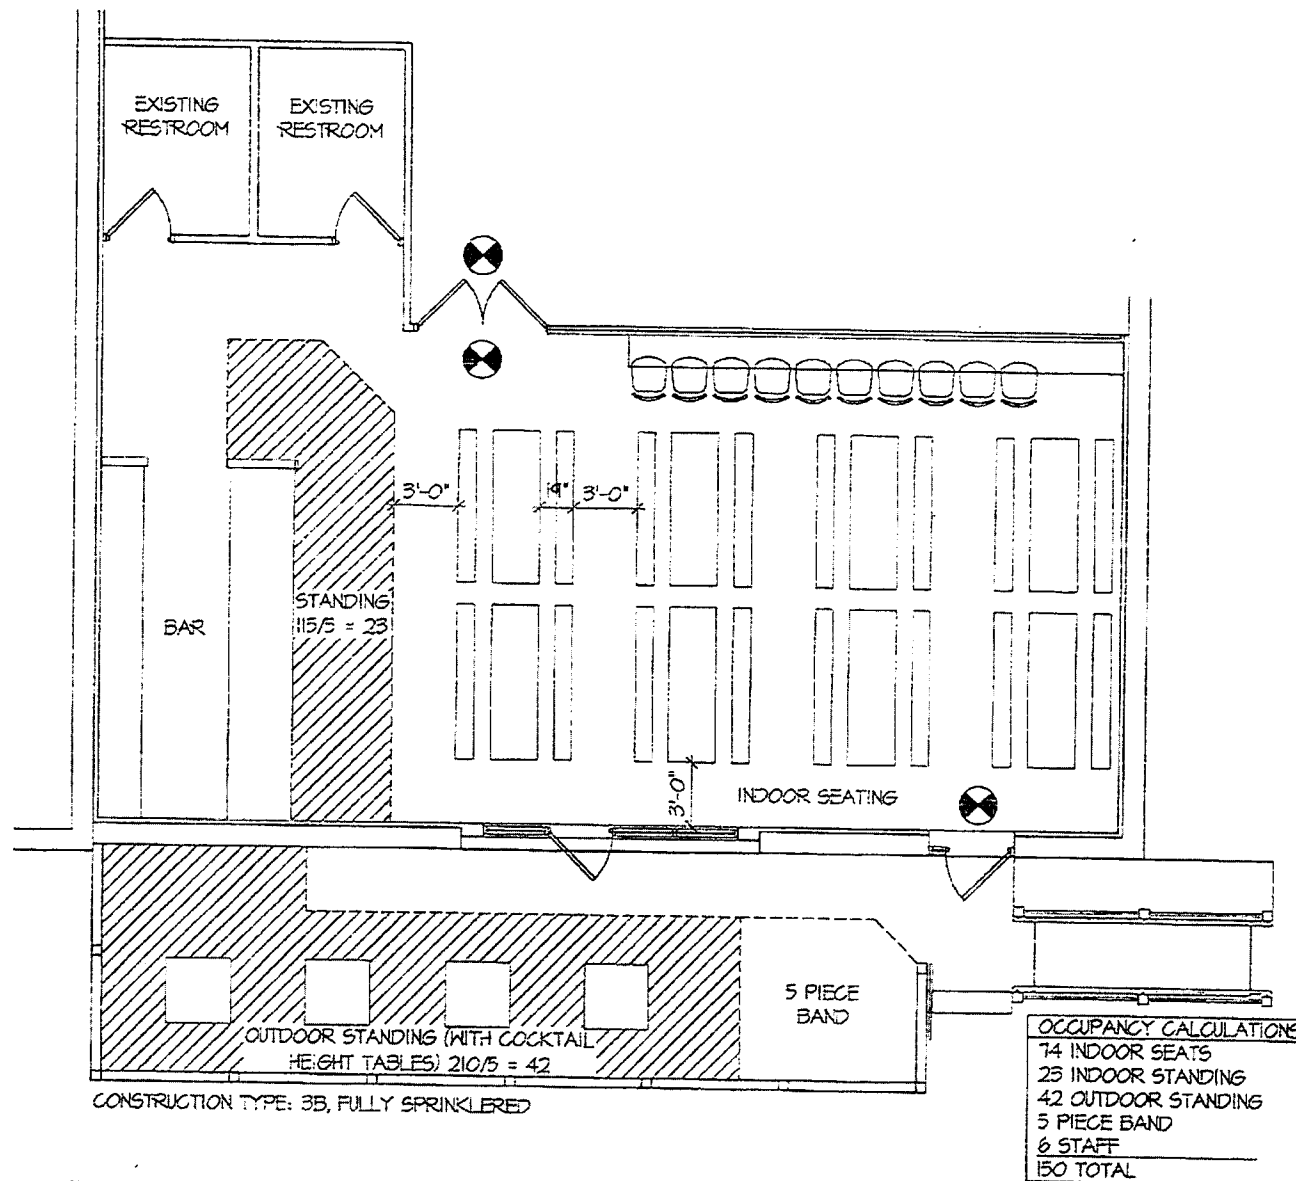 EXISTING
RESTROOM
EXISTING
RESTROOM
3'-0"
19"
3'-0"
STANDING
115/5 = 23
BAR
3'-0"
INDOOR SEATING
5 PIECE
BAND
OUTDOOR STANDING (WITH COCKTAIL
HEIGHT TABLES) 210/5 = 42
CONSTRUCTION TYPE: 3B, FULLY SPRINKLERED
OCCUPANCY CALCULATIONS
74 INDOOR SEATS
23 INDOOR STANDING
42 OUTDOOR STANDING
5 PIECE BAND
6 STAFF
150 TOTAL